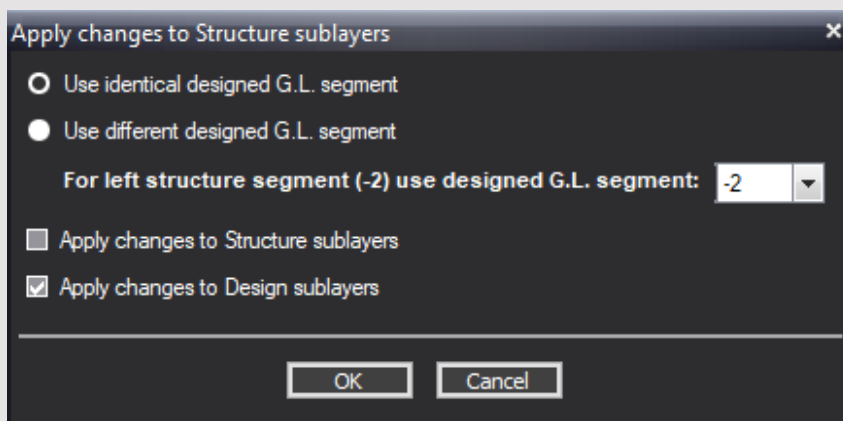 Apply changes to Structure sublayers
Use identical designed G.L. segment
Use different designed G.L. segment
For left structure segment (-2) use designed G.L. segment: -2
Apply changes to Structure sublayers
Apply changes to Design sublayers
OK Cancel